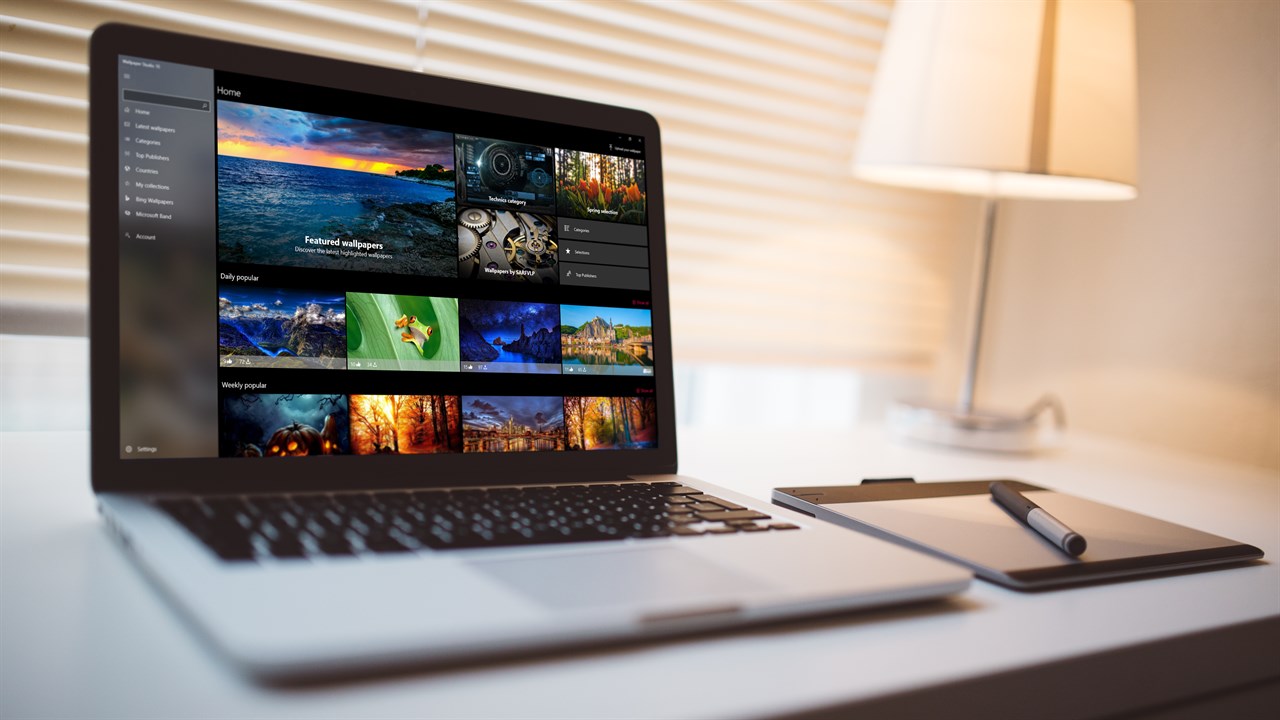 Wallpaper Studio 10
Home
Latest wallpapers
Categories
Top Publishers
Countries
My collections
Bing Wallpapers
Microsoft Band
Account
Settings
Home
Upload your wallpaper
Featured wallpapers
Discover the latest highlighted wallpapers
Technics category
Spring selection
Wallpapers by SARFVLP
Categories
Selections
Top Publishers
Daily popular
Show all
72
Weekly popular
Show all